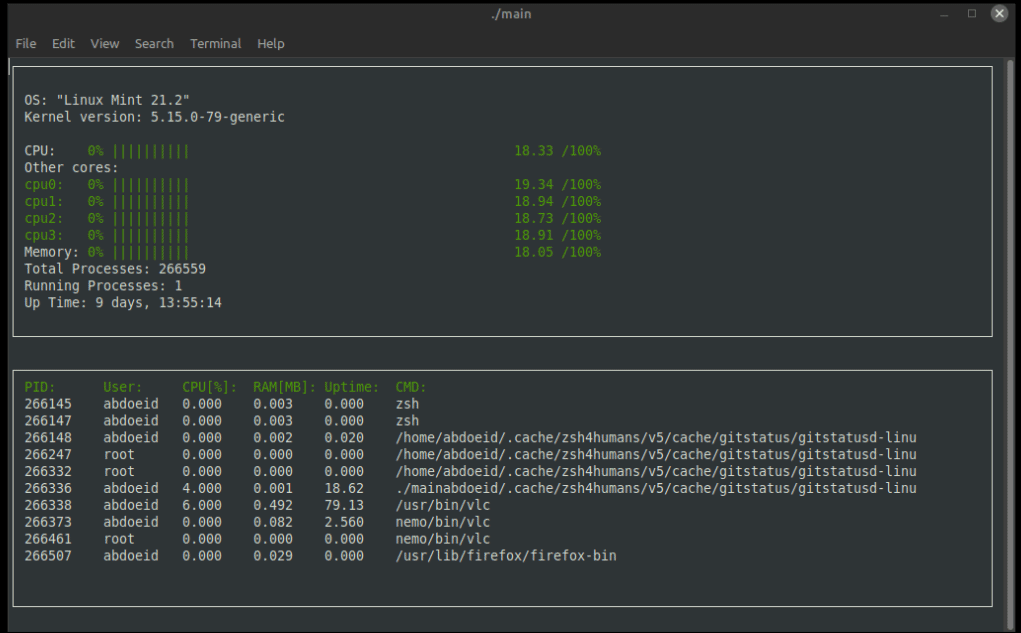 ./main
File Edit View Search Terminal Help
OS: "Linux Mint 21.2"
Kernel version: 5.15.0-79-generic
CPU: 0% |||||||||| 18.33 /100%
Other cores:
cpu0: 0% |||||||||| 19.34 /100%
cpu1: 0% |||||||||| 18.94 /100%
cpu2: 0% |||||||||| 18.73 /100%
cpu3: 0% |||||||||| 18.91 /100%
Memory: 0% |||||||||| 18.05 /100%
Total Processes: 266559
Running Processes: 1
Up Time: 9 days, 13:55:14
PID: User: CPU[%]: RAM[MB]: Uptime: CMD:
266145 abdoeid 0.000 0.003 0.000 zsh
266147 abdoeid 0.000 0.003 0.000 zsh
266148 abdoeid 0.000 0.002 0.020 /home/abdoeid/.cache/zsh4humans/v5/cache/gitstatus/gitstatusd-linu
266247 root 0.000 0.000 0.000 /home/abdoeid/.cache/zsh4humans/v5/cache/gitstatus/gitstatusd-linu
266332 root 0.000 0.000 0.000 /home/abdoeid/.cache/zsh4humans/v5/cache/gitstatus/gitstatusd-linu
266336 abdoeid 4.000 0.001 18.62 ./mainabdoeid/.cache/zsh4humans/v5/cache/gitstatus/gitstatusd-linu
266338 abdoeid 6.000 0.492 79.13 /usr/bin/vlc
266373 abdoeid 0.000 0.082 2.560 nemo/bin/vlc
266461 root 0.000 0.000 0.000 nemo/bin/vlc
266507 abdoeid 0.000 0.029 0.000 /usr/lib/firefox/firefox-bin